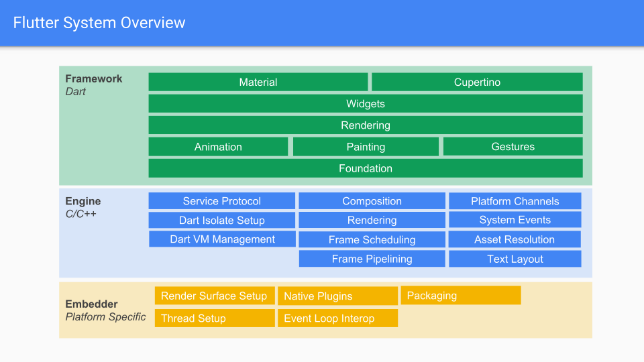 Flutter System Overview
Framework
Dart
Material Cupertino
Widgets
Rendering
Animation Painting Gestures
Foundation
Engine
C/C++
Service Protocol Composition Platform Channels
Dart Isolate Setup Rendering System Events
Dart VM Management Frame Scheduling Asset Resolution
Frame Pipelining Text Layout
Embedder
Platform Specific
Render Surface Setup Native Plugins Packaging
Thread Setup Event Loop Interop